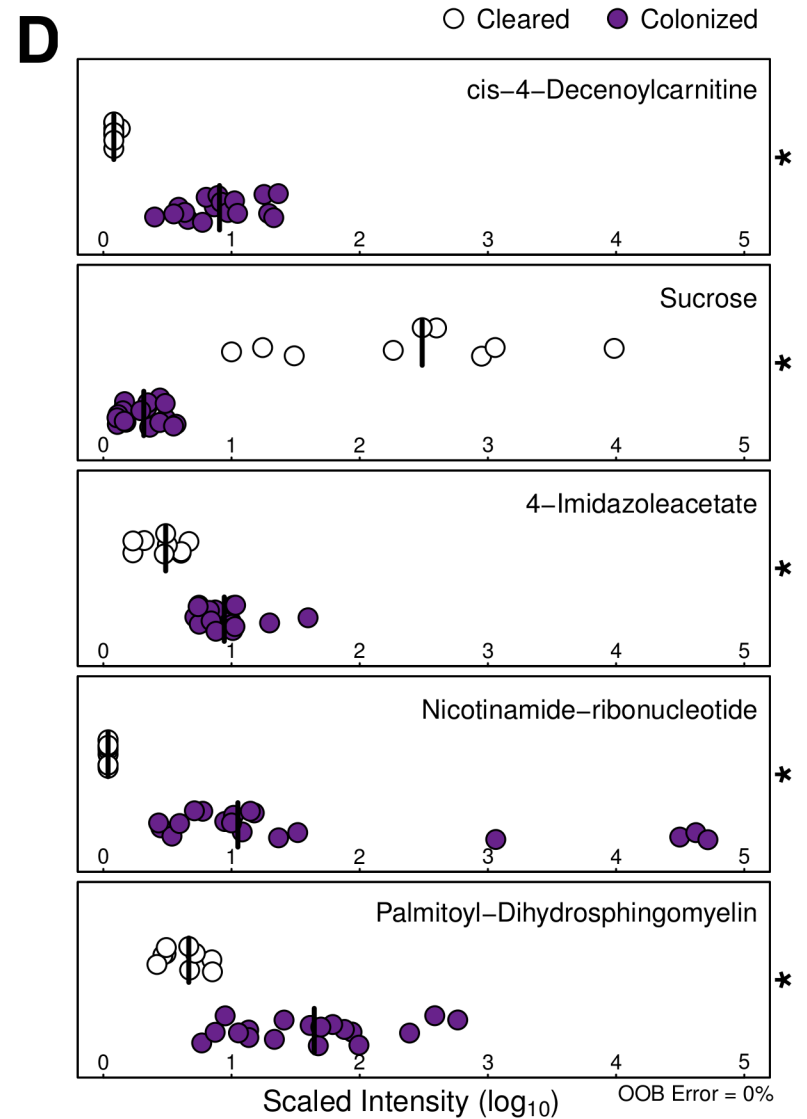 D
Cleared Colonized
cis−4−Decenoylcarnitine
*
0 1 2 3 4 5
Sucrose
*
0 1 2 3 4 5
4−Imidazoleacetate
*
0 1 2 3 4 5
Nicotinamide−ribonucleotide
*
0 1 2 3 4 5
Palmitoyl−Dihydrosphingomyelin
*
0 1 2 3 4 5
Scaled Intensity (log10)
OOB Error = 0%